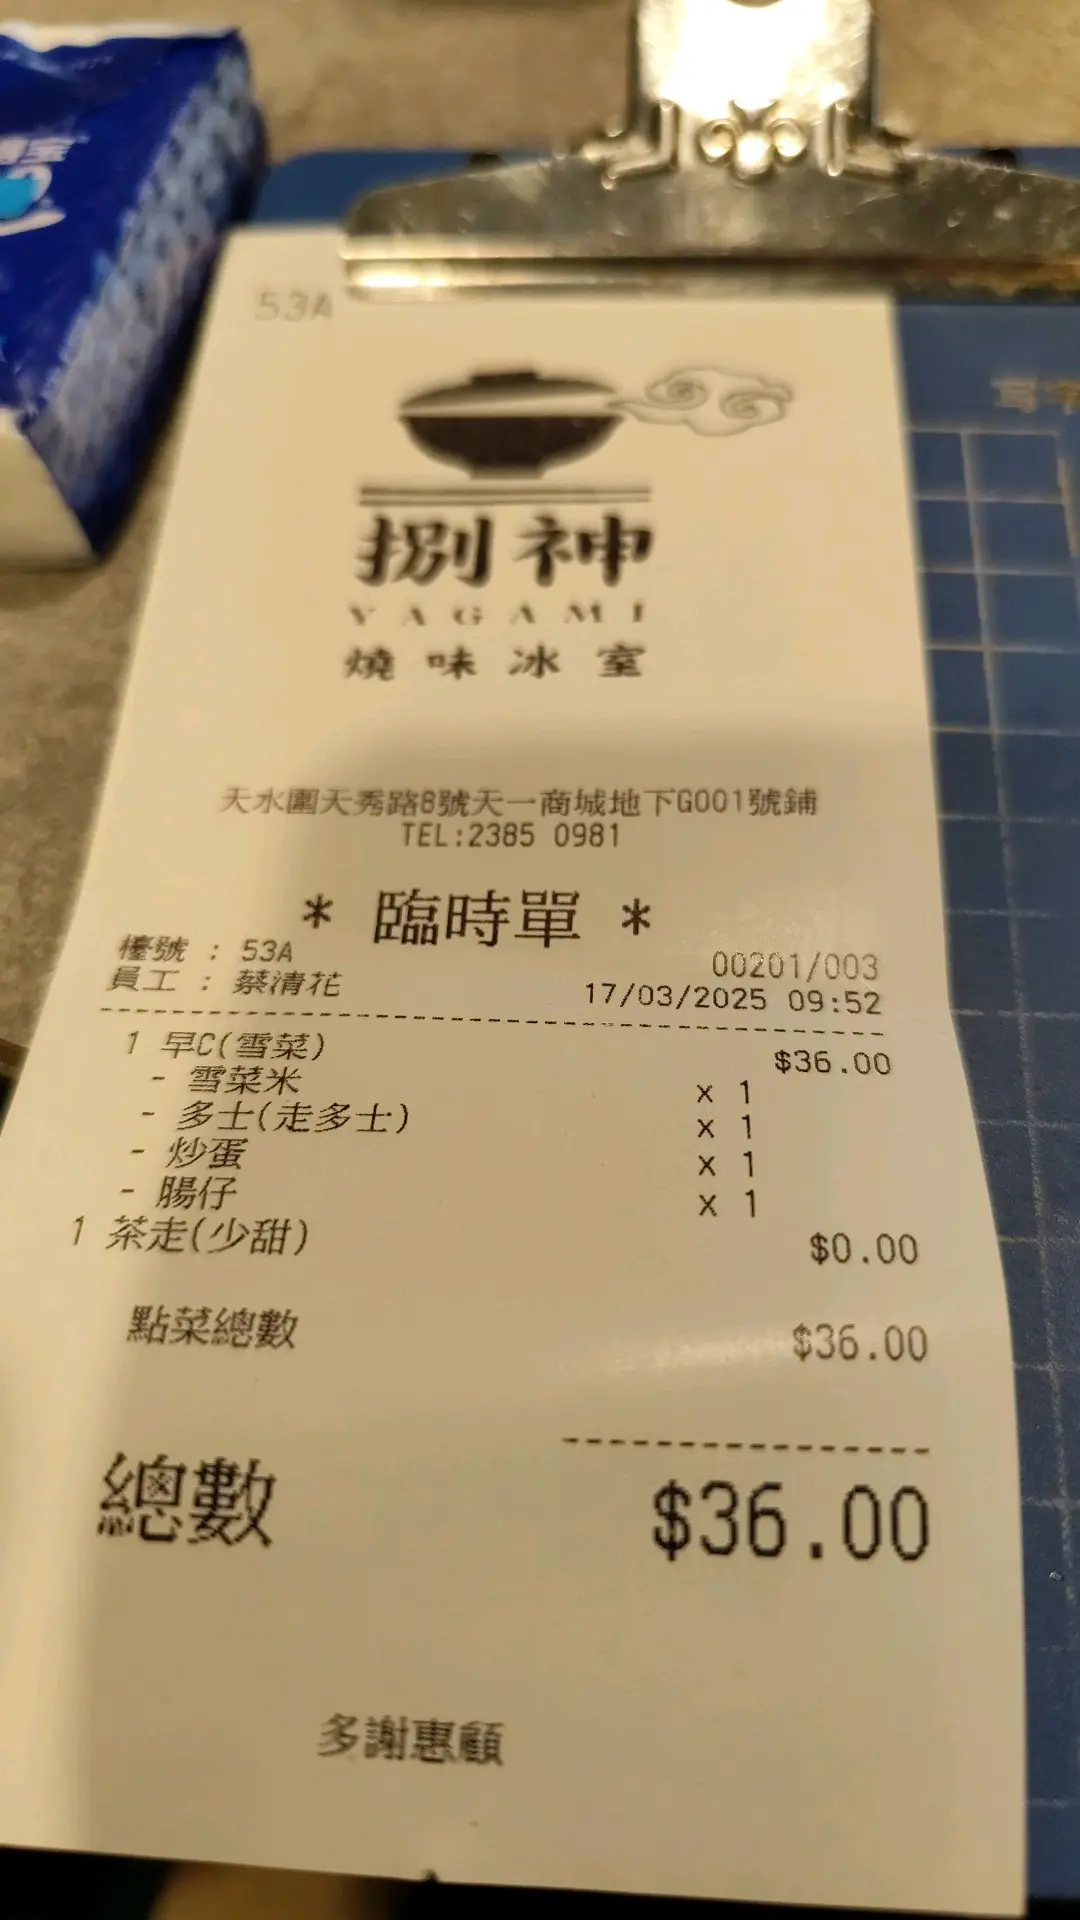 53A
捌神
YAGAMI
燒味冰室
天水圍天秀路8號天一商城地下G001號鋪
TEL:2385 0981
* 臨時單 *
檯號 : 53A
00201/003
員工 : 蔡清花
17/03/2025 09:52
1 早C(雪菜) $36.00
- 雪菜米 x 1
- 多士(走多士) x 1
- 炒蛋 x 1
- 腸仔 x 1
1 茶走(少甜) $0.00
點菜總數 $36.00
總數 $36.00
多謝惠顧